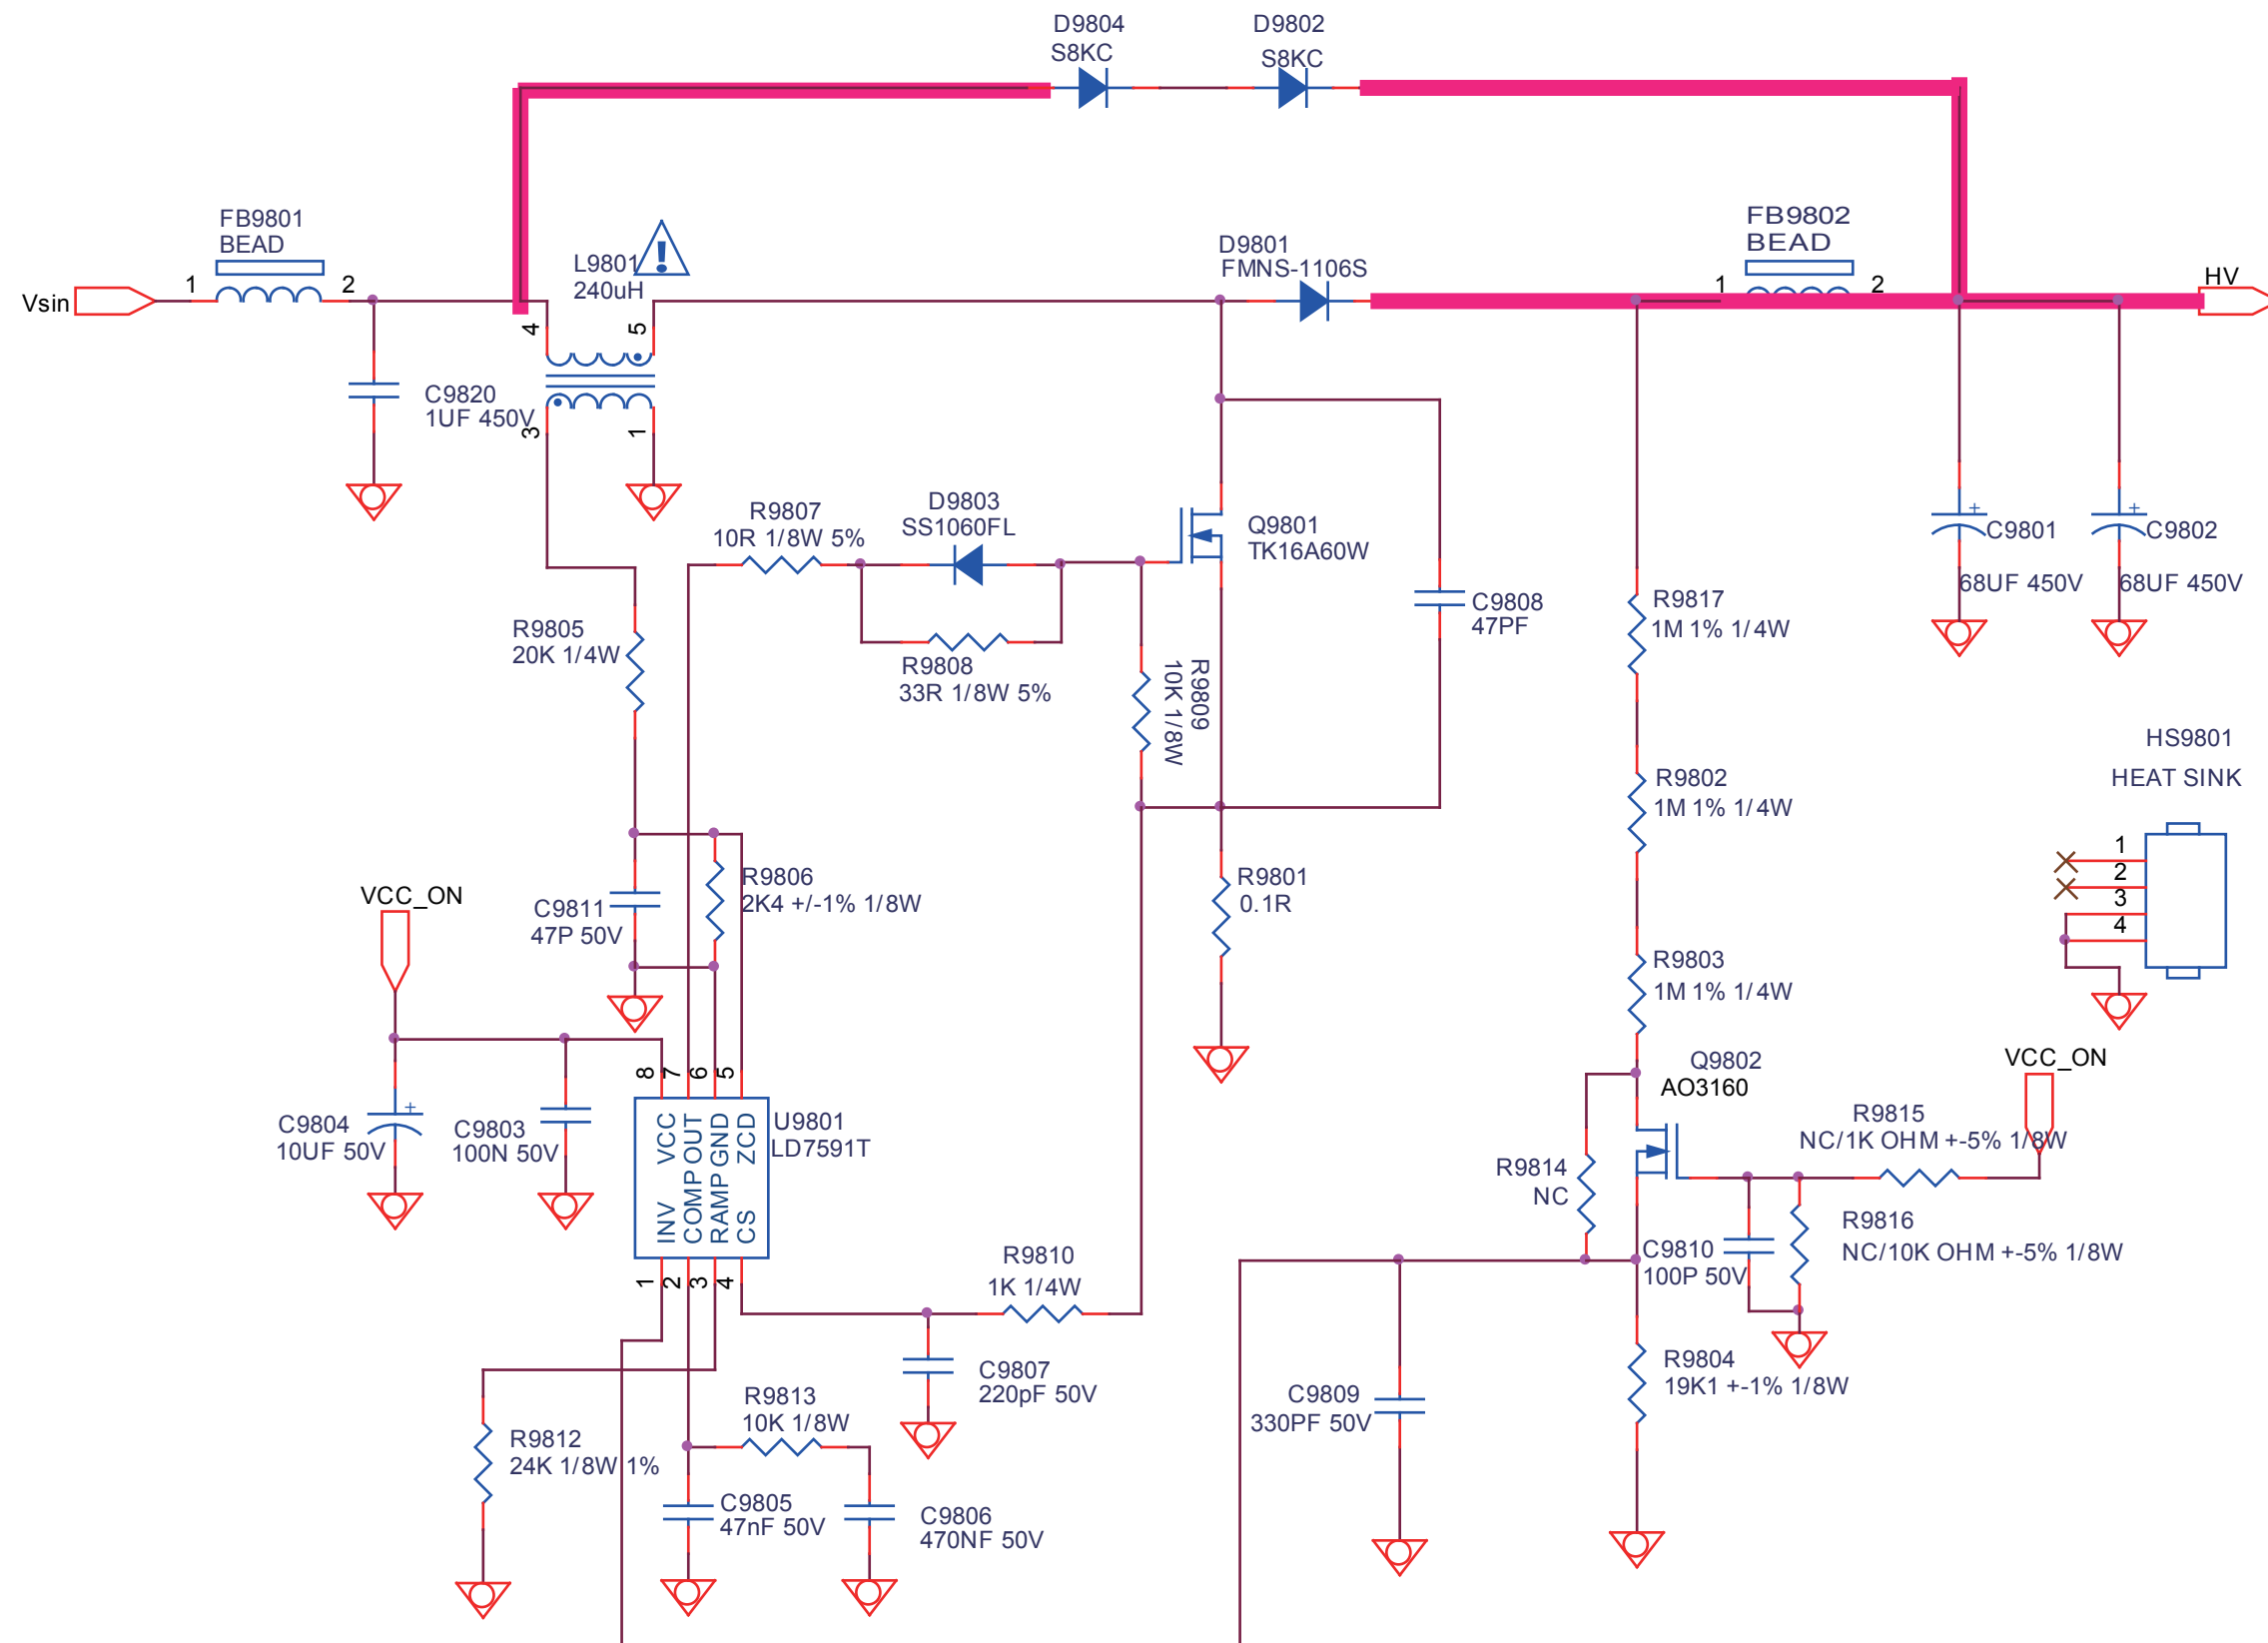 D9804
S8KC
D9802
S8KC
FB9801
BEAD
1
2
Vsin
L9801
240uH
!
4
5
3
1
C9820
1UF 450V
D9801
FMNS-1106S
FB9802
BEAD
1
2
HV
R9807
10R 1/8W 5%
D9803
SS1060FL
Q9801
TK16A60W
R9808
33R 1/8W 5%
R9809
10K 1/8W
C9808
47PF
+
C9801
68UF 450V
+
C9802
68UF 450V
R9805
20K 1/4W
R9817
1M 1% 1/4W
R9802
1M 1% 1/4W
R9803
1M 1% 1/4W
HS9801
HEAT SINK
1
2
3
4
R9806
2K4 +/-1% 1/8W
C9811
47P 50V
R9801
0.1R
VCC_ON
+
C9804
10UF 50V
C9803
100N 50V
8
7
6
5
U9801
LD7591T
VCC
OUT
GND
ZCD
INV
COMP
RAMP
CS
1
2
3
4
Q9802
AO3160
VCC_ON
R9815
NC/1K OHM +-5% 1/8W
R9814
NC
R9816
NC/10K OHM +-5% 1/8W
C9810
100P 50V
R9810
1K 1/4W
C9807
220pF 50V
R9813
10K 1/8W
R9812
24K 1/8W 1%
C9805
47nF 50V
C9806
470NF 50V
C9809
330PF 50V
R9804
19K1 +-1% 1/8W